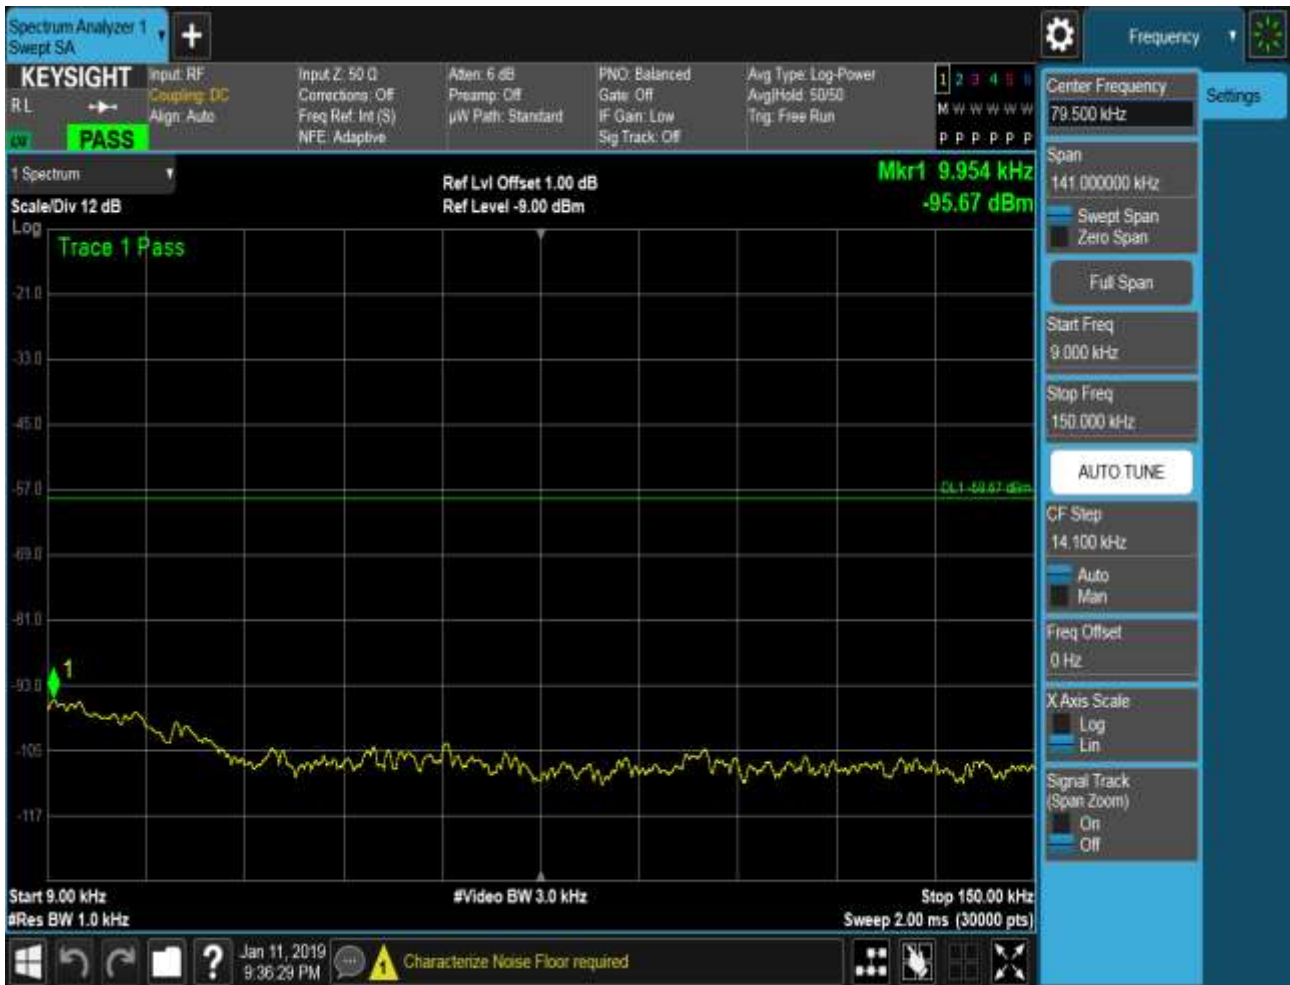 Spectrum Analyzer 1
Swept SA
Frequency
KEYSIGHT
RL
PASS
Input: RF
Coupling: DC
Align: Auto
Input Z: 50 Ω
Corrections: Off
Freq Ref: Int (S)
NFE: Adaptive
Atten: 6 dB
Preamp: Off
µW Path: Standard
PNO: Balanced
Gate: Off
IF Gain: Low
Sig Track: Off
Avg Type: Log-Power
Avg|Hold: 50/50
Trig: Free Run
1 2 3 4 5 6
M W W W W W
P P P P P P
1 Spectrum
Scale/Div 12 dB
Ref Lvl Offset 1.00 dB
Ref Level -9.00 dBm
Mkr1 9.954 kHz
-95.67 dBm
Log
Trace 1 Pass
-21.0
-33.0
-45.0
-57.0
DL1 -58.67 dBm
-69.0
-81.0
-93.0
1
-105
-117
Start 9.00 kHz
#Video BW 3.0 kHz
Stop 150.00 kHz
#Res BW 1.0 kHz
Sweep 2.00 ms (30000 pts)
Center Frequency
79.500 kHz
Settings
Span
141.000000 kHz
Swept Span
Zero Span
Full Span
Start Freq
9.000 kHz
Stop Freq
150.000 kHz
AUTO TUNE
CF Step
14.100 kHz
Auto
Man
Freq Offset
0 Hz
X Axis Scale
Log
Lin
Signal Track
(Span Zoom)
On
Off
?
Jan 11, 2019
9:36:29 PM
1
Characterize Noise Floor required